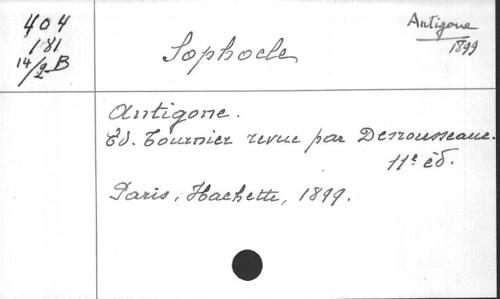 404
181
14/2 B
Sophocle
Antigone
1899
Antigone.
Éd. Tournier revue par Desrousseaux.
11e éd.
Paris, Hachette, 1899.